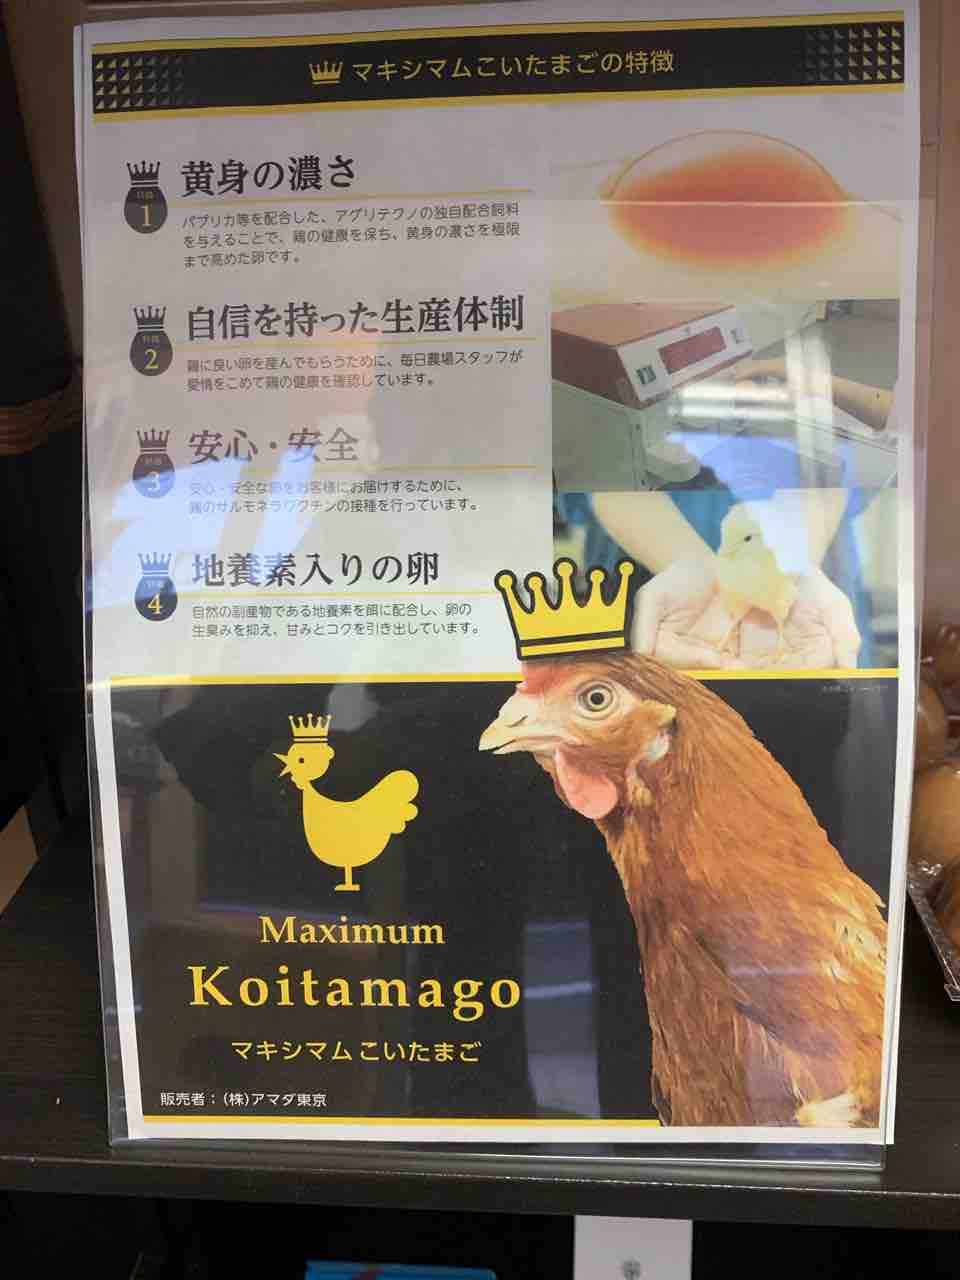 マキシマムこいたまごの特徴
特徴
1
黄身の濃さ
パプリカ等を配合した、アグリテクノの独自配合飼料
を与えることで、鶏の健康を保ち、黄身の濃さを極限
まで高めた卵です。
特徴
2
自信を持った生産体制
鶏に良い卵を産んでもらうために、毎日農場スタッフが
愛情をこめて鶏の健康を確認しています。
特徴
3
安心・安全
安心・安全な卵をお客様にお届けするために、
鶏のサルモネラワクチンの接種を行っています。
特徴
4
地養素入りの卵
自然の副産物である地養素を餌に配合し、卵の
生臭みを抑え、甘みとコクを引き出しています。
Maximum
Koitamago
マキシマム こいたまご
販売者：(株)アマダ東京